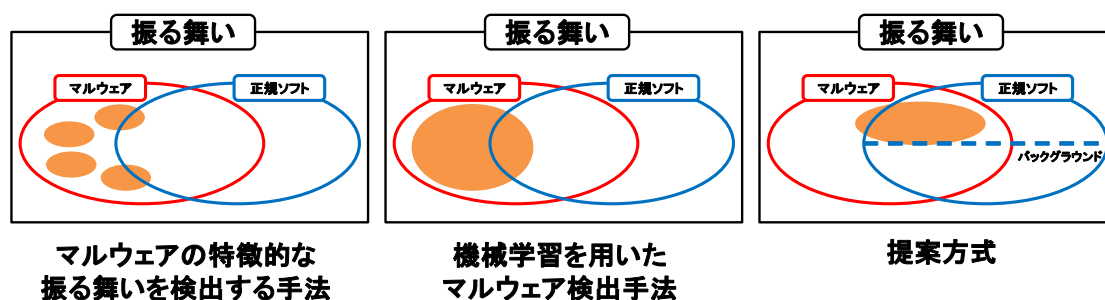 振る舞い
マルウェア
正規ソフト
マルウェアの特徴的な
振る舞いを検出する手法
振る舞い
マルウェア
正規ソフト
機械学習を用いた
マルウェア検出手法
振る舞い
マルウェア
正規ソフト
バックグラウンド
提案方式